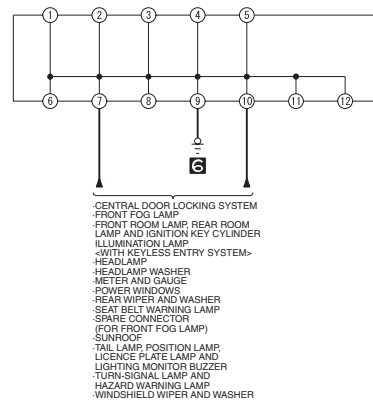 1 2 3 4 5
6 7 8 9 10 11 12
6
·CENTRAL DOOR LOCKING SYSTEM
·FRONT FOG LAMP
·FRONT ROOM LAMP, REAR ROOM
LAMP AND IGNITION KEY CYLINDER
ILLUMINATION LAMP
<WITH KEYLESS ENTRY SYSTEM>
·HEADLAMP
·HEADLAMP WASHER
·METER AND GAUGE
·POWER WINDOWS
·REAR WIPER AND WASHER
·SEAT BELT WARNING LAMP
·SPARE CONNECTOR
(FOR FRONT FOG LAMP)
·SUNROOF
·TAIL LAMP, POSITION LAMP,
LICENCE PLATE LAMP AND
LIGHTING MONITOR BUZZER
·TURN-SIGNAL LAMP AND
HAZARD WARNING LAMP
·WINDSHIELD WIPER AND WASHER